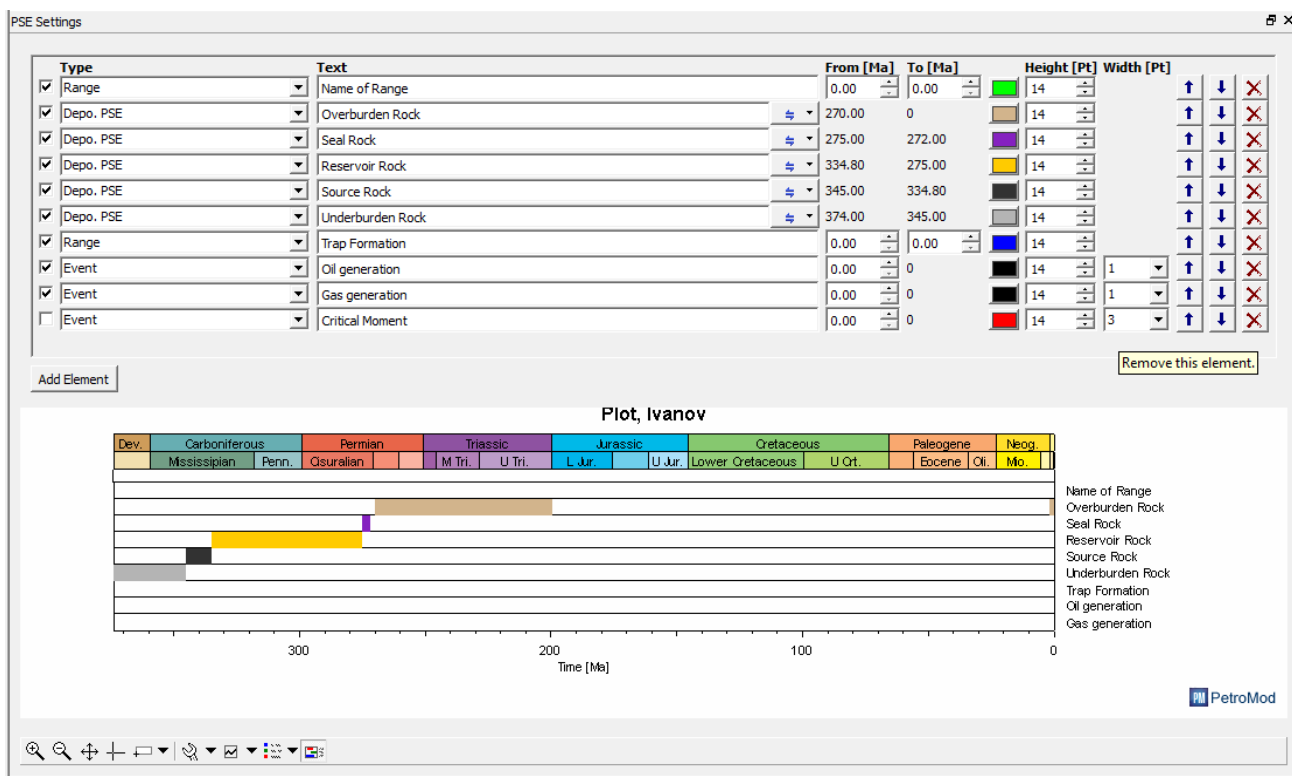 PSE Settings
Type Text From [Ma] To [Ma] Height [Pt] Width [Pt]
Range Name of Range 0.00 0.00 14
Depo. PSE Overburden Rock 270.00 0 14
Depo. PSE Seal Rock 275.00 272.00 14
Depo. PSE Reservoir Rock 334.80 275.00 14
Depo. PSE Source Rock 345.00 334.80 14
Depo. PSE Underburden Rock 374.00 345.00 14
Range Trap Formation 0.00 0.00 14
Event Oil generation 0.00 0 14 1
Event Gas generation 0.00 0 14 1
Event Critical Moment 0.00 0 14 3
Remove this element.
Add Element
Plot, Ivanov
Dev. Carboniferous Permian Triassic Jurassic Cretaceous Paleogene Neog.
Mississipian Penn. Cisuralian M Tri. U Tri. L Jur. U Jur. Lower Cretaceous U Crt. Eocene Oli. Mio.
Name of Range
Overburden Rock
Seal Rock
Reservoir Rock
Source Rock
Underburden Rock
Trap Formation
Oil generation
Gas generation
300 200 100 0
Time [Ma]
PM PetroMod